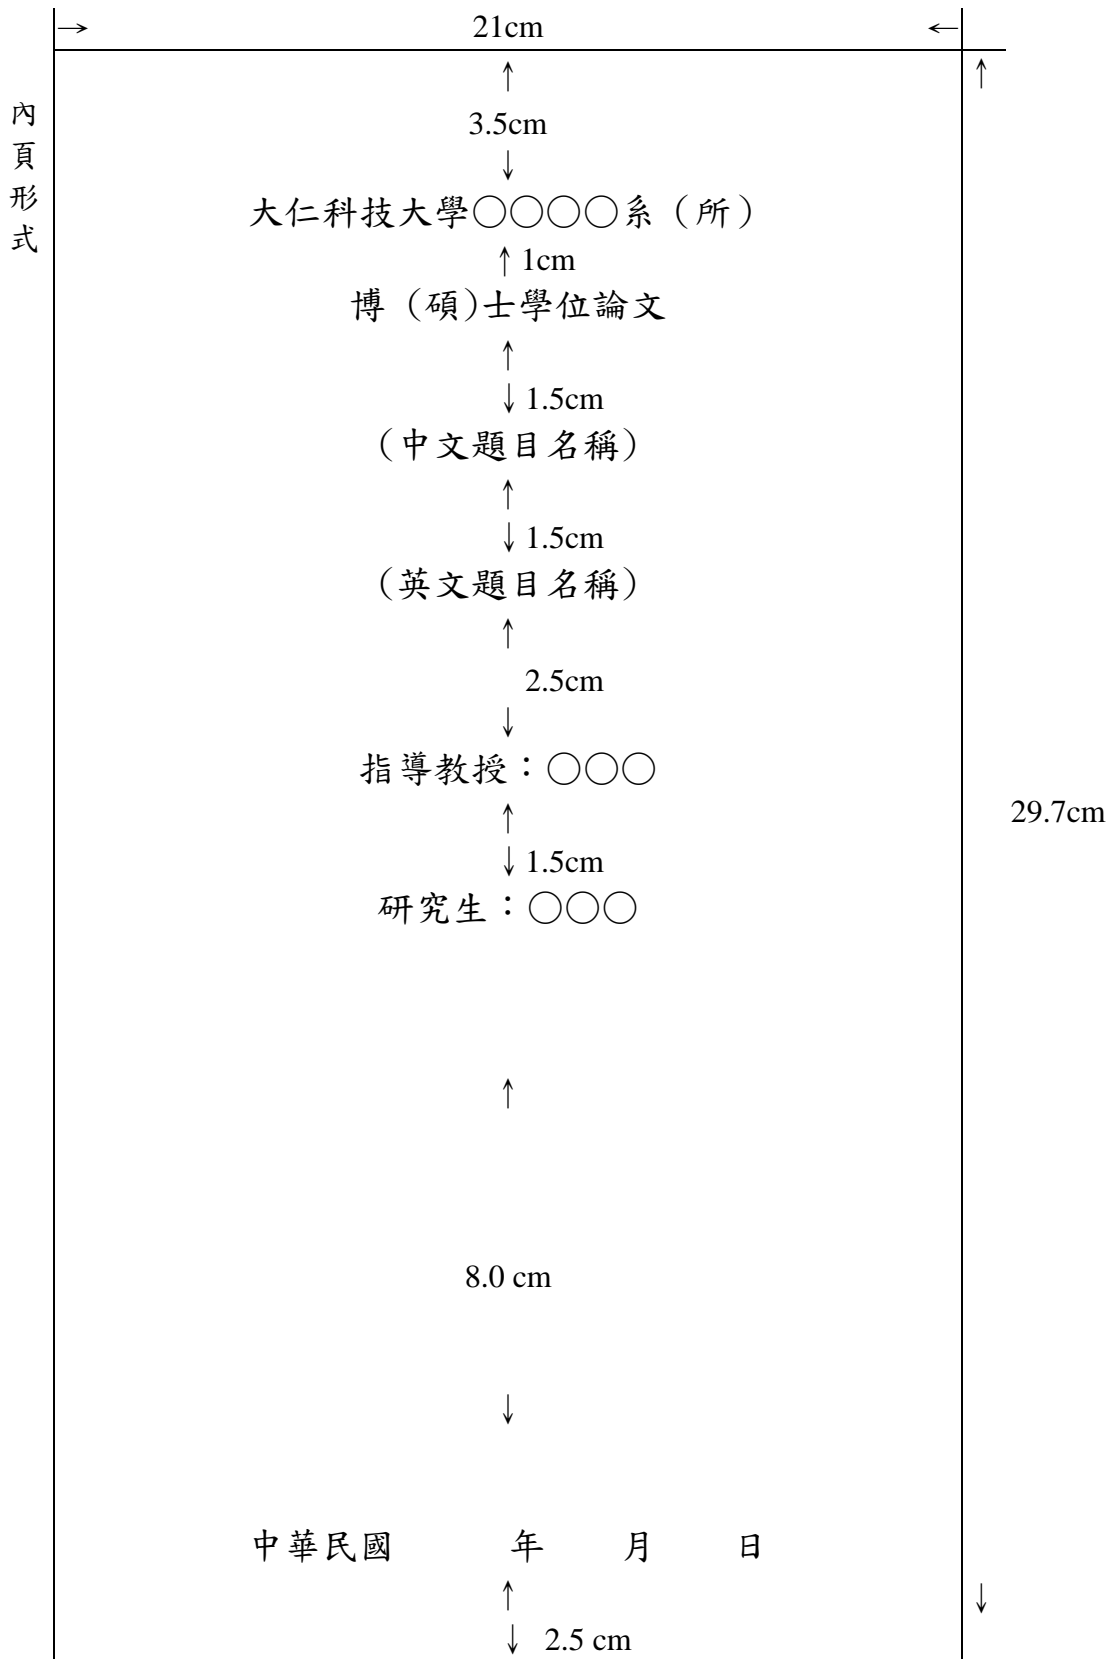 → 21cm ←
↑ ↑
內頁形式
3.5cm
↓
大仁科技大學○○○○系（所）
↑1cm
博（碩）士學位論文
↑
↓1.5cm
（中文題目名稱）
↑
↓1.5cm
（英文題目名稱）
↑
2.5cm
↓
指導教授：○○○
↑
29.7cm
↓1.5cm
研究生：○○○
↑
8.0 cm
↓
中華民國 年 月 日
↑ ↓
↓ 2.5 cm